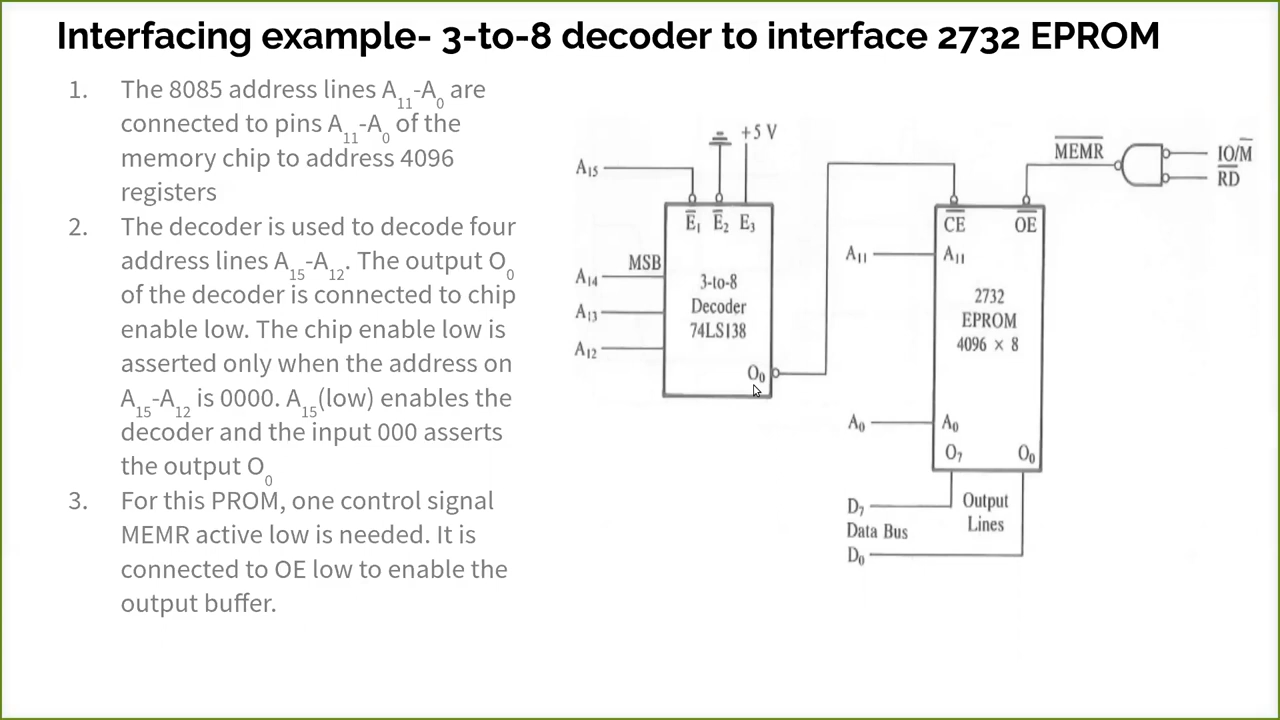 Interfacing example- 3-to-8 decoder to interface 2732 EPROM
1. The 8085 address lines A₁₁-A₀ are
connected to pins A₁₁-A₀ of the
memory chip to address 4096
registers
2. The decoder is used to decode four
address lines A₁₅-A₁₂. The output O₀
of the decoder is connected to chip
enable low. The chip enable low is
asserted only when the address on
A₁₅-A₁₂ is 0000. A₁₅(low) enables the
decoder and the input 000 asserts
the output O₀
3. For this PROM, one control signal
MEMR active low is needed. It is
connected to OE low to enable the
output buffer.
+5 V
A₁₅
E̅₁ E̅₂ E₃
MSB
A₁₄
A₁₃
A₁₂
3-to-8
Decoder
74LS138
O₀
M̅E̅M̅R̅
IO/M̅
R̅D̅
C̅E̅ O̅E̅
A₁₁ A₁₁
2732
EPROM
4096 × 8
A₀ A₀
O₇ O₀
D₇
Data Bus
D₀
Output
Lines